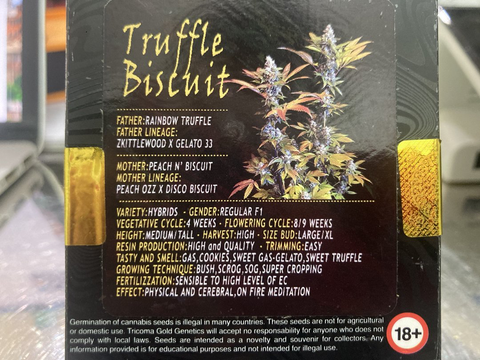 Truffle
Biscuit
FATHER:RAINBOW TRUFFLE
FATHER LINEAGE:
ZKITTLEWOOD X GELATO 33
MOTHER:PEACH N' BISCUIT
MOTHER LINEAGE:
PEACH OZZ X DISCO BISCUIT
VARIETY:HYBRIDS - GENDER:REGULAR F1
VEGETATIVE CYCLE:4 WEEKS - FLOWERING CYCLE:8/9 WEEKS
HEIGHT:MEDIUM/TALL - HARVEST:HIGH - SIZE BUD:LARGE/XL
RESIN PRODUCTION:HIGH and QUALITY - TRIMMING:EASY
TASTY AND SMELL:GAS,COOKIES,SWEET GAS-GELATO,SWEET TRUFFLE
GROWING TECHNIQUE:BUSH,SCROG,SOG,SUPER CROPPING
FERTILIZZATION:SENSIBLE TO HIGH LEVEL OF EC
EFFECT:PHYSICAL AND CEREBRAL,ON FIRE MEDITATION
Germination of cannabis seeds is illegal in many countries. These seeds are not for agricultural
or domestic use. Tricoma Gold Genetics will accept no responsability for anyone who does not
comply with local laws. Seeds are intended as a novelty and souvenir for collectors. Any
information provided is for educational purposes and not intended for illegal use.
18+